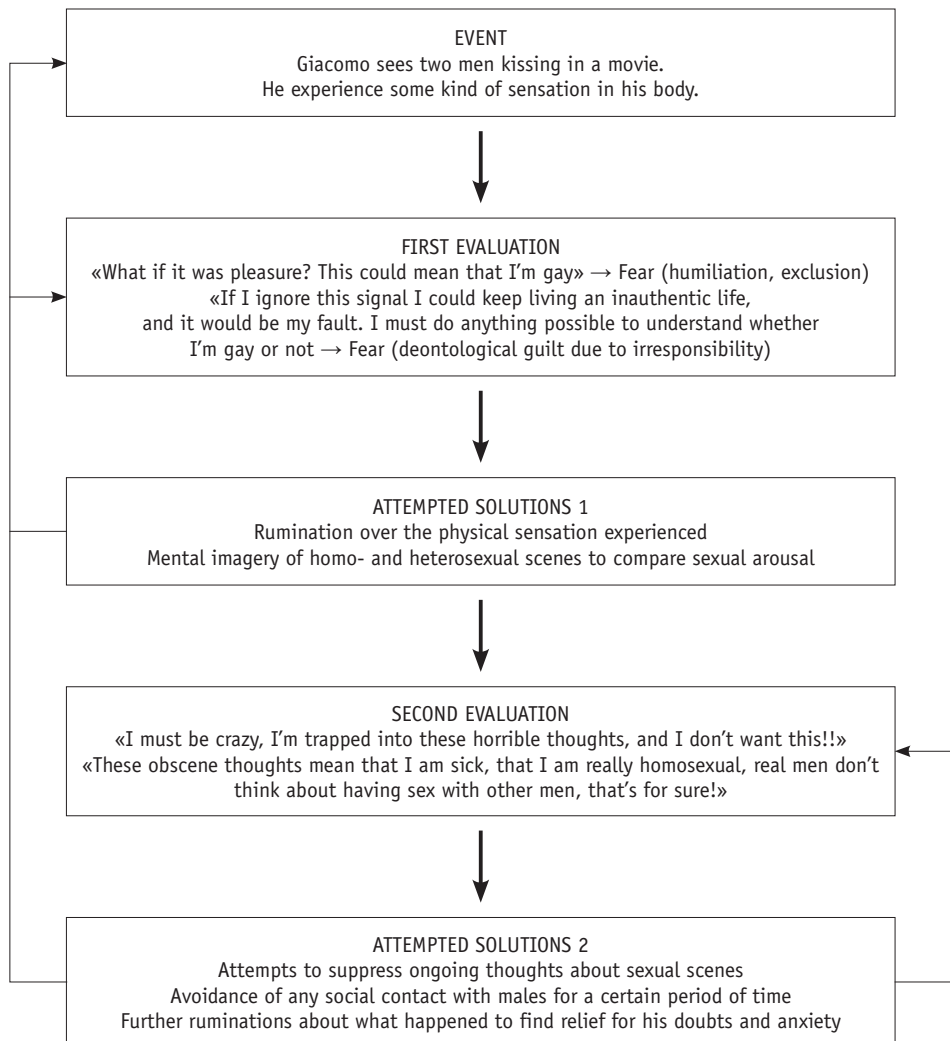 EVENT
Giacomo sees two men kissing in a movie.
He experience some kind of sensation in his body.
FIRST EVALUATION
«What if it was pleasure? This could mean that I'm gay» → Fear (humiliation, exclusion)
«If I ignore this signal I could keep living an inauthentic life,
and it would be my fault. I must do anything possible to understand whether
I'm gay or not → Fear (deontological guilt due to irresponsibility)
ATTEMPTED SOLUTIONS 1
Rumination over the physical sensation experienced
Mental imagery of homo- and heterosexual scenes to compare sexual arousal
SECOND EVALUATION
«I must be crazy, I'm trapped into these horrible thoughts, and I don't want this!!»
«These obscene thoughts mean that I am sick, that I am really homosexual, real men don't
think about having sex with other men, that's for sure!»
ATTEMPTED SOLUTIONS 2
Attempts to suppress ongoing thoughts about sexual scenes
Avoidance of any social contact with males for a certain period of time
Further ruminations about what happened to find relief for his doubts and anxiety